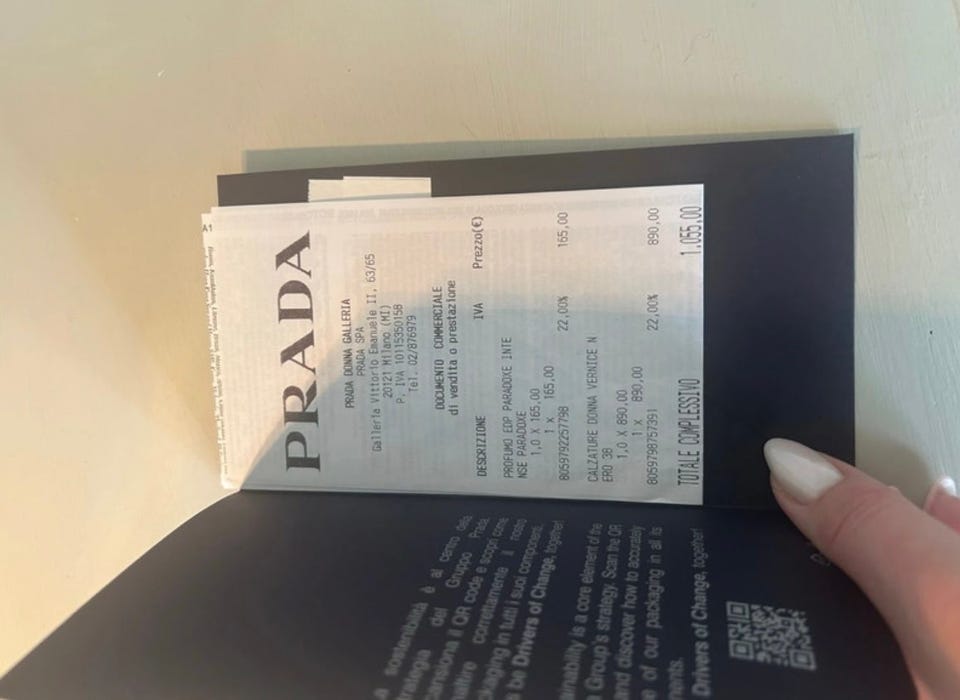 A1
PRADA
PRADA DONNA GALLERIA
PRADA SPA
Galleria Vittorio Emanuele II, 63/65
20121 Milano (MI)
P. IVA 10115350158
Tel. 02/876979
DOCUMENTO COMMERCIALE
di vendita o prestazione
DESCRIZIONE IVA Prezzo(€)
PROFUMO EDP PARADOXE INTE
NSE PARADOXE
1,0 X 165,00
1 X 165,00
8059792257798 22,00% 165,00
CALZATURE DONNA VERNICE N
ERO 38
1,0 X 890,00
1 X 890,00
8059798757391 22,00% 890,00
TOTALE COMPLESSIVO 1.055,00
a sostenibilità è al centro della
del Gruppo Prada.
il QR code e scopri come
correttamente il nostro
packaging in tutti i suoi componenti.
be Drivers of Change, together!
is a core element of the
Group's strategy. Scan the QR
and discover how to accurately
of our packaging in all its
Drivers of Change, together!